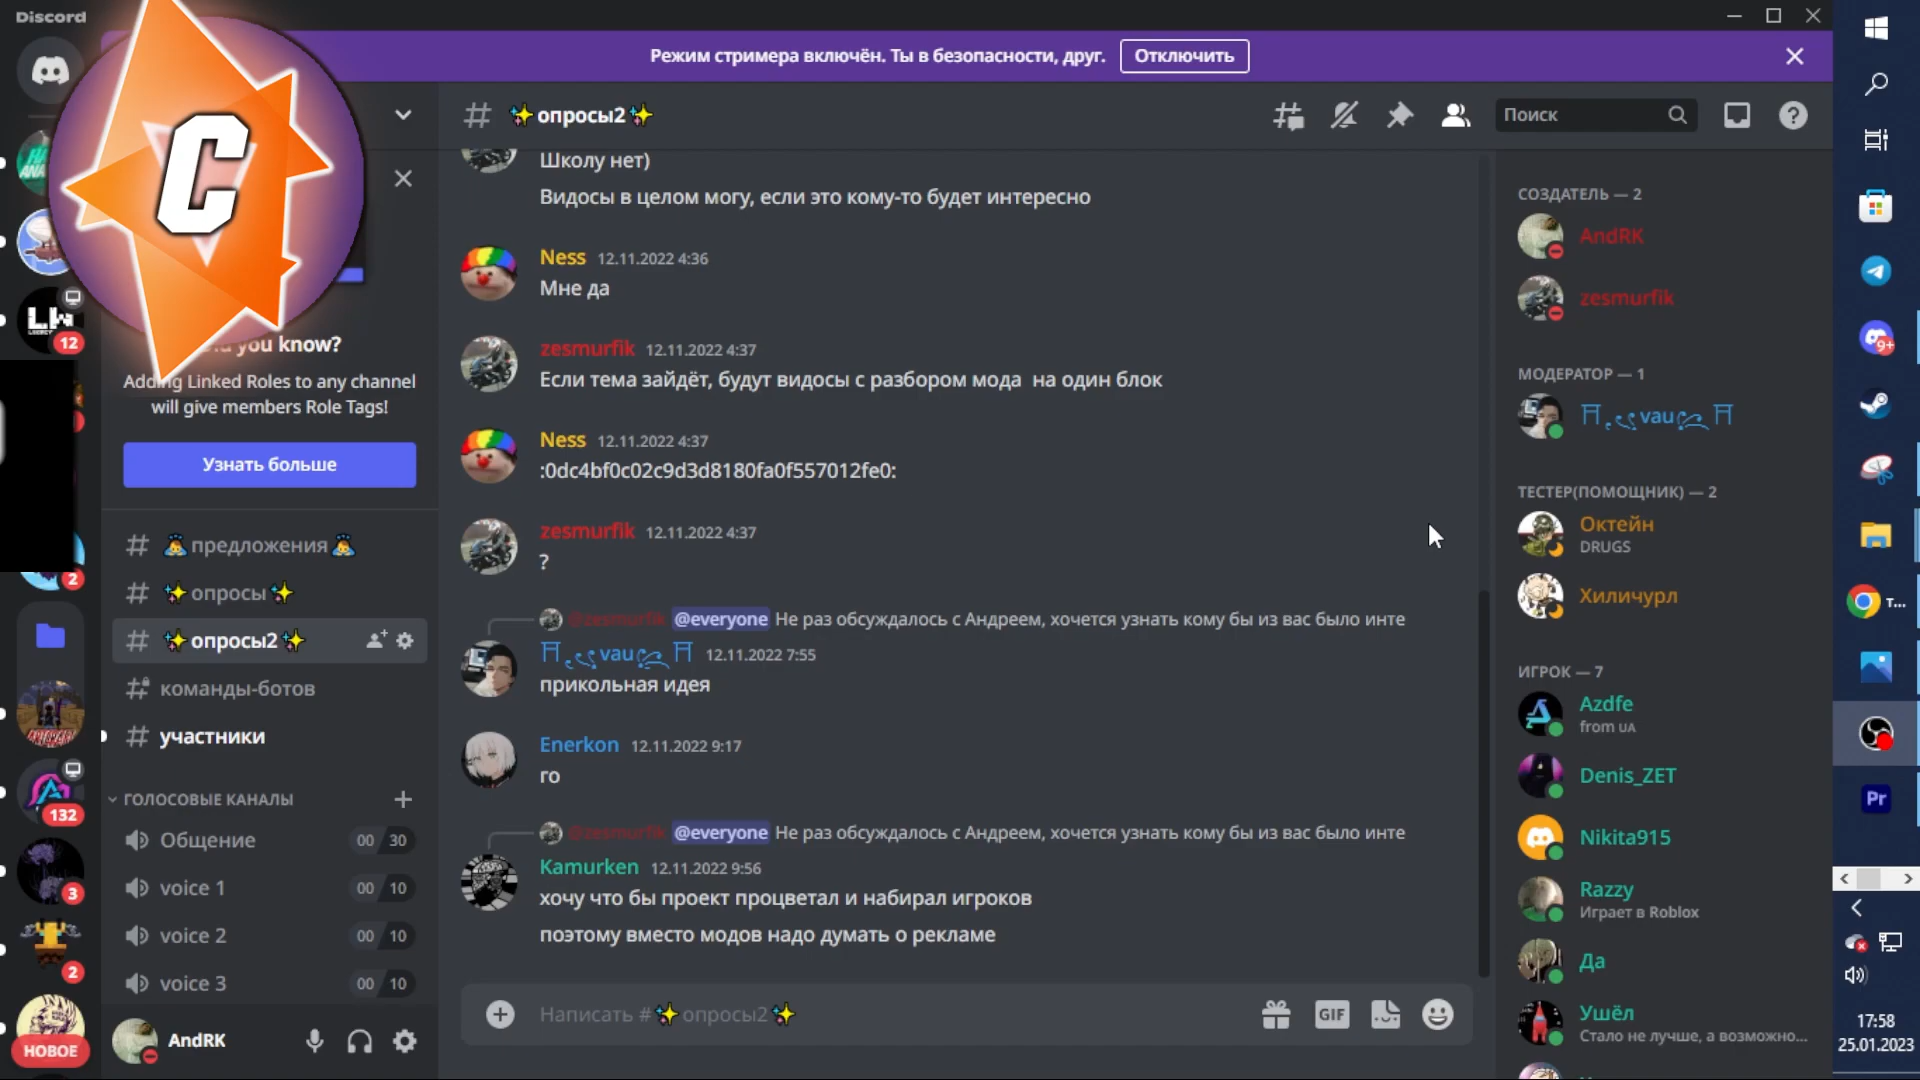 Discord
Режим стримера включён. Ты в безопасности, друг.
Отключить
C
12
you know?
Adding Linked Roles to any channel
will give members Role Tags!
Узнать больше
предложения
опросы
опросы2
команды-ботов
участники
ГОЛОСОВЫЕ КАНАЛЫ
Общение 00 30
voice 1 00 10
voice 2 00 10
voice 3 00 10
AndRK
2
132
3
2
НОВОЕ
опросы2
Поиск
Школу нет)
Видосы в целом могу, если это кому-то будет интересно
Ness 12.11.2022 4:36
Мне да
zesmurfik 12.11.2022 4:37
Если тема зайдёт, будут видосы с разбором мода на один блок
Ness 12.11.2022 4:37
:0dc4bf0c02c9d3d8180fa0f557012fe0:
zesmurfik 12.11.2022 4:37
?
@zesmurfik @everyone Не раз обсуждалось с Андреем, хочется узнать кому бы из вас было инте
vau 12.11.2022 7:55
прикольная идея
Enerkon 12.11.2022 9:17
го
@zesmurfik @everyone Не раз обсуждалось с Андреем, хочется узнать кому бы из вас было инте
Kamurken 12.11.2022 9:56
хочу что бы проект процветал и набирал игроков
поэтому вместо модов надо думать о рекламе
Написать # опросы2
GIF
СОЗДАТЕЛЬ — 2
AndRK
zesmurfik
МОДЕРАТОР — 1
vau
ТЕСТЕР(ПОМОЩНИК) — 2
Октейн
DRUGS
Хиличурл
ИГРОК — 7
Azdfe
from UA
Denis_ZET
Nikita915
Razzy
Играет в Roblox
Да
Ушёл
Стало не лучше, а возможно...
9+
Т...
Pr
17:58
25.01.2023